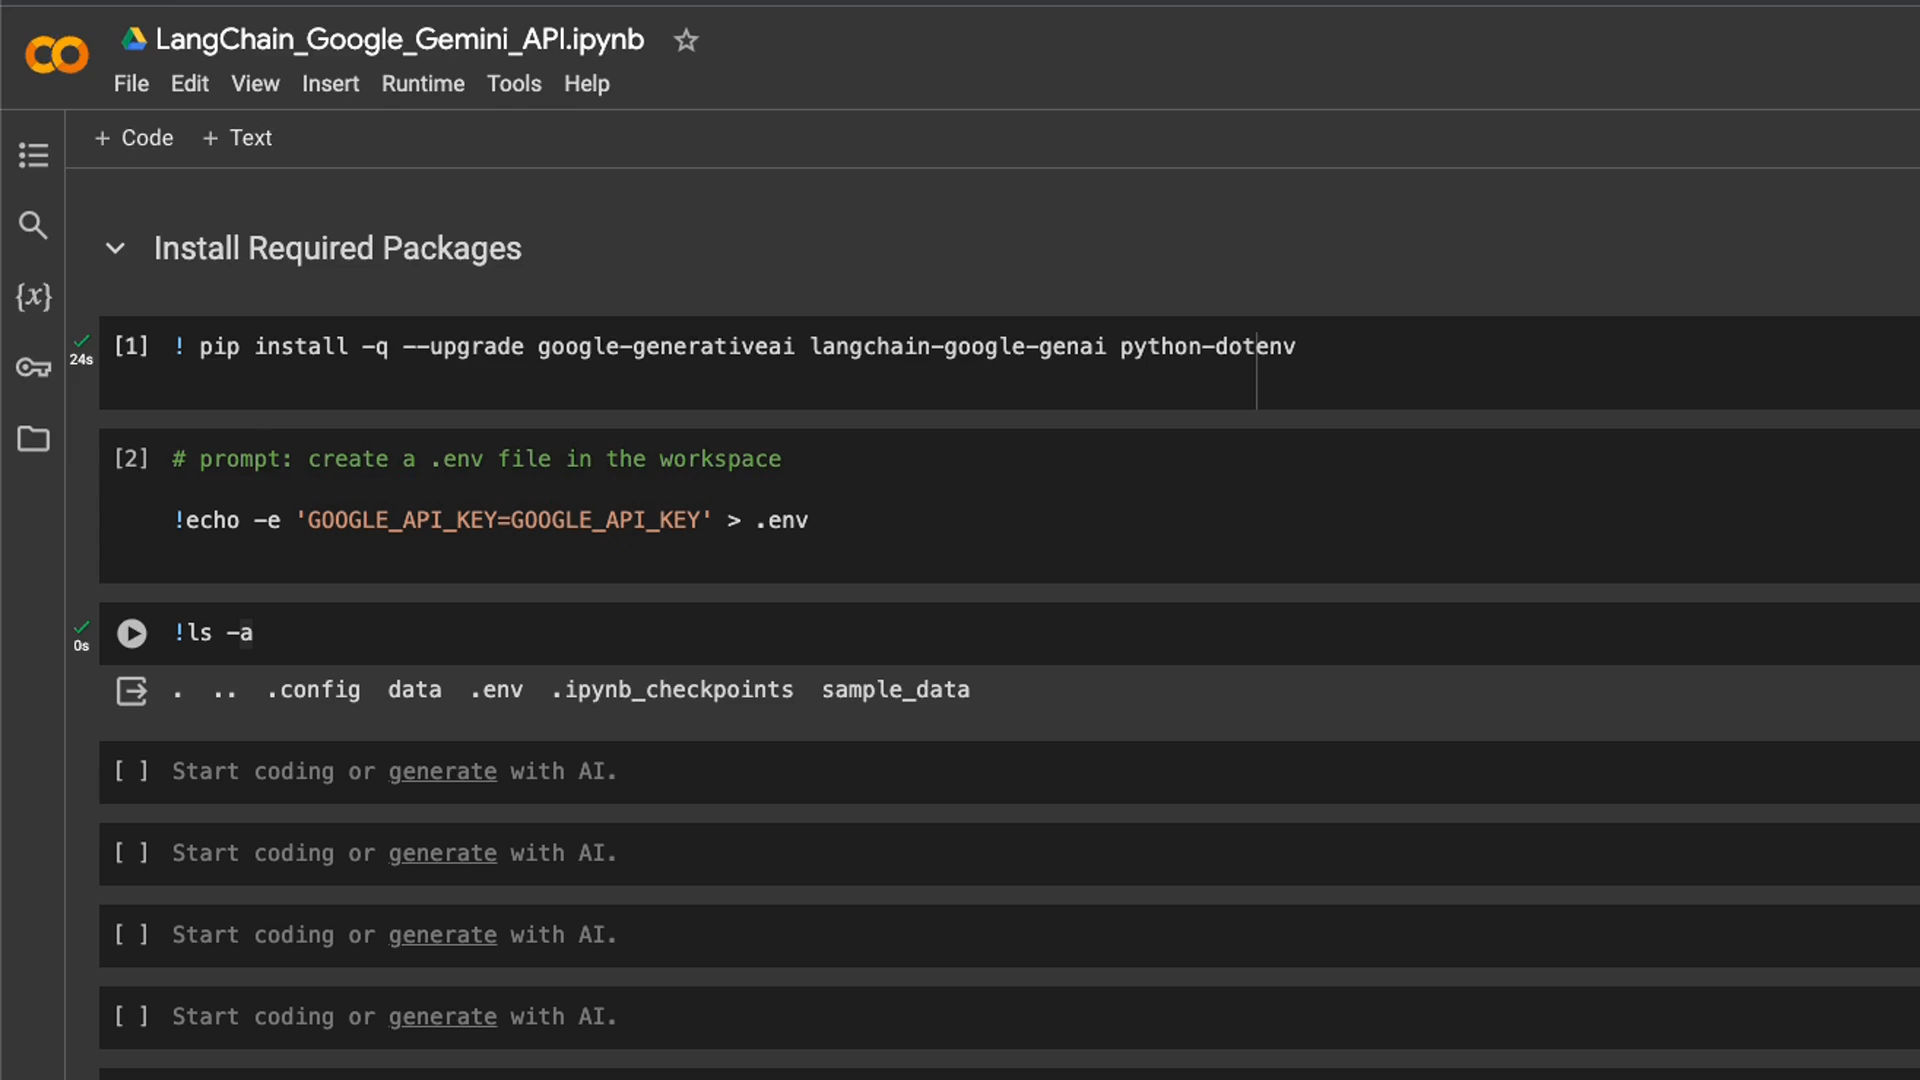 LangChain_Google_Gemini_API.ipynb
File Edit View Insert Runtime Tools Help
+ Code + Text
{x}
Install Required Packages
24s
[1] ! pip install -q --upgrade google-generativeai langchain-google-genai python-dotenv
[2] # prompt: create a .env file in the workspace
!echo -e 'GOOGLE_API_KEY=GOOGLE_API_KEY' > .env
0s
!ls -a
. .. .config data .env .ipynb_checkpoints sample_data
[ ] Start coding or generate with AI.
[ ] Start coding or generate with AI.
[ ] Start coding or generate with AI.
[ ] Start coding or generate with AI.